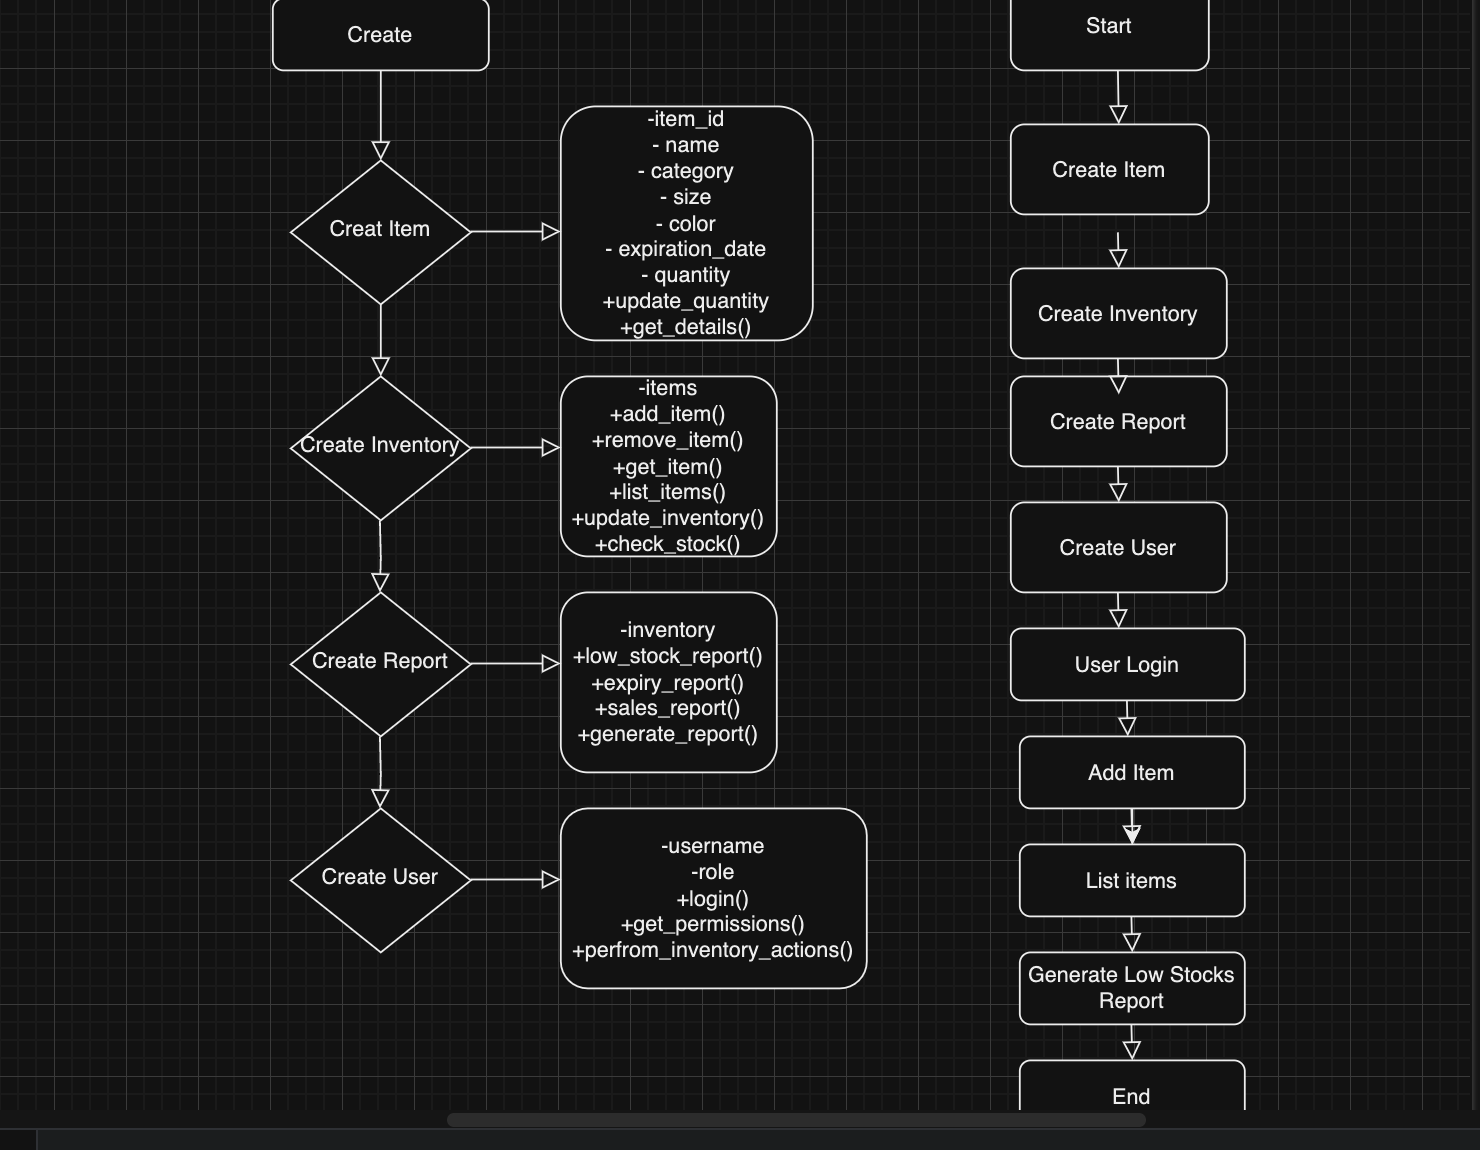 Create
Creat Item
-item_id
- name
- category
- size
- color
- expiration_date
- quantity
+update_quantity
+get_details()
Create Inventory
-items
+add_item()
+remove_item()
+get_item()
+list_items()
+update_inventory()
+check_stock()
Create Report
-inventory
+low_stock_report()
+expiry_report()
+sales_report()
+generate_report()
Create User
-username
-role
+login()
+get_permissions()
+perfrom_inventory_actions()
Start
Create Item
Create Inventory
Create Report
Create User
User Login
Add Item
List items
Generate Low Stocks
Report
End